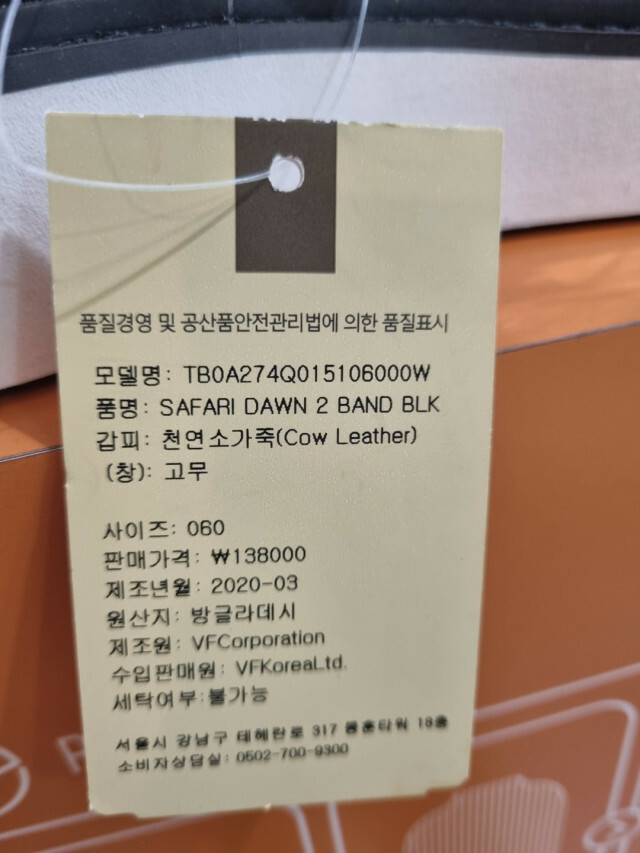 품질경영 및 공산품안전관리법에 의한 품질표시
모델명: TB0A274Q015106000W
품명: SAFARI DAWN 2 BAND BLK
갑피: 천연소가죽(Cow Leather)
(창): 고무
사이즈: 060
판매가격: ₩138000
제조년월: 2020-03
원산지: 방글라데시
제조원: VFCorporation
수입판매원: VFKoreaLtd.
세탁여부:불가능
서울시 강남구 테헤란로 317 동훈타워 18층
소비자상담실: 0502-700-9300